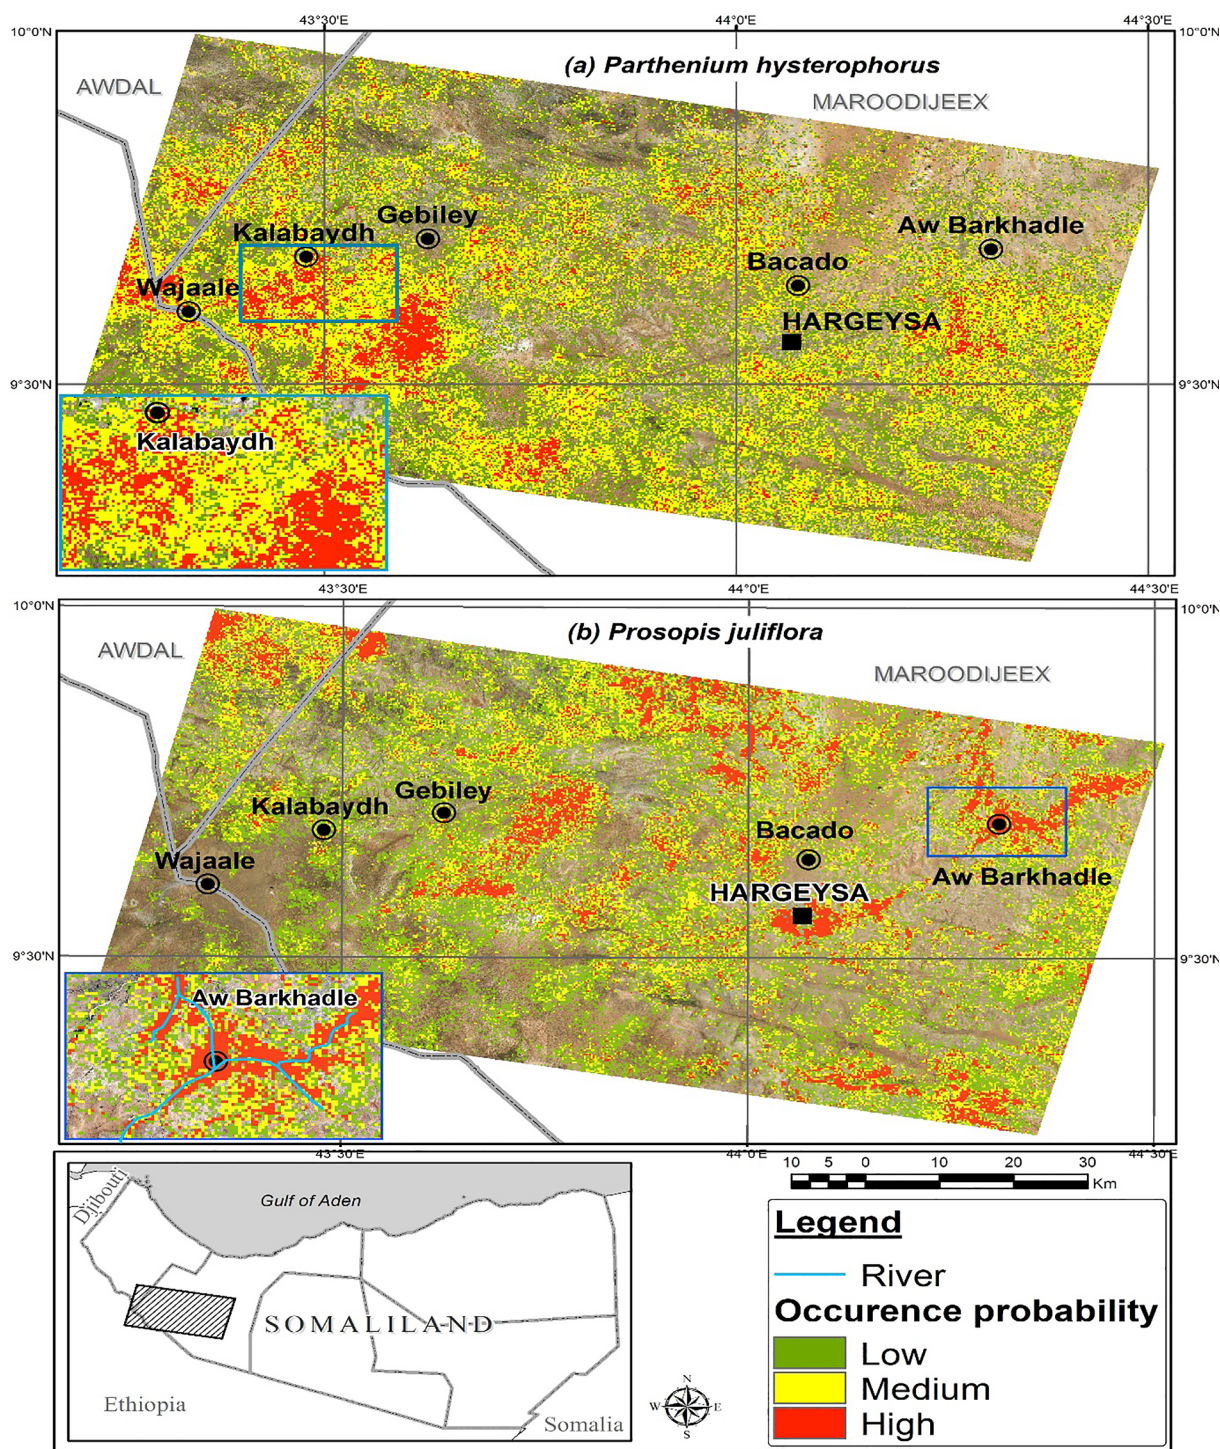 43°30'E 44°0'E 44°30'E
10°0'N 10°0'N
(a) Parthenium hysterophorus
AWDAL
MAROODIJEEX
Gebiley
Kalabaydh
Aw Barkhadle
Bacado
Wajaale
HARGEYSA
9°30'N 9°30'N
Kalabaydh
43°30'E 44°0'E 44°30'E
10°0'N 10°0'N
(b) Prosopis juliflora
AWDAL
MAROODIJEEX
Gebiley
Kalabaydh
Bacado
Wajaale
Aw Barkhadle
HARGEYSA
9°30'N 9°30'N
Aw Barkhadle
43°30'E 44°0'E 44°30'E
10 5 0 10 20 30
Km
Djibouti
Gulf of Aden
SOMALILAND
Ethiopia
Somalia
N
W E
S
Legend
River
Occurence probability
Low
Medium
High